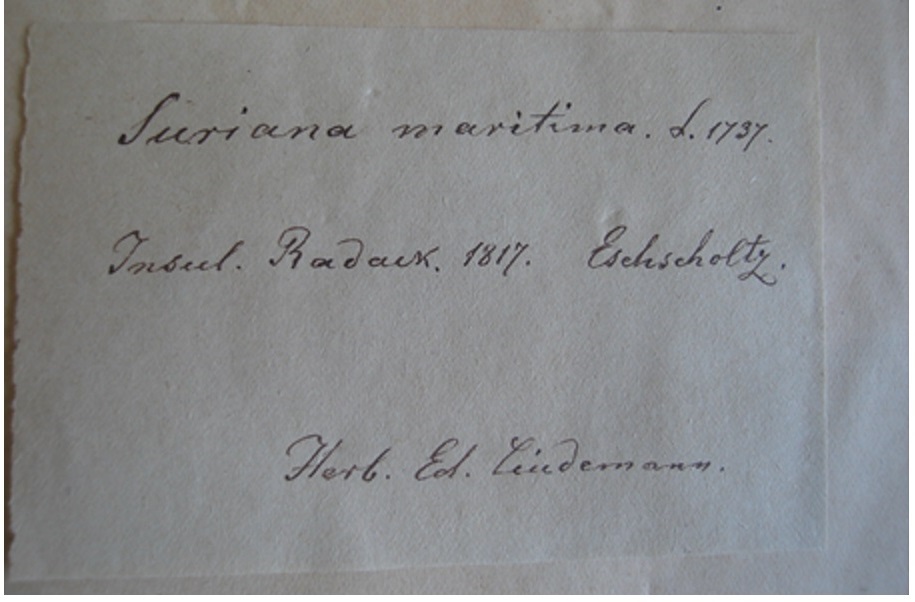 Suriana maritima. L. 1737.
Insul. Radack. 1817. Eschscholtz.
Herb. Ed. Lindemann.